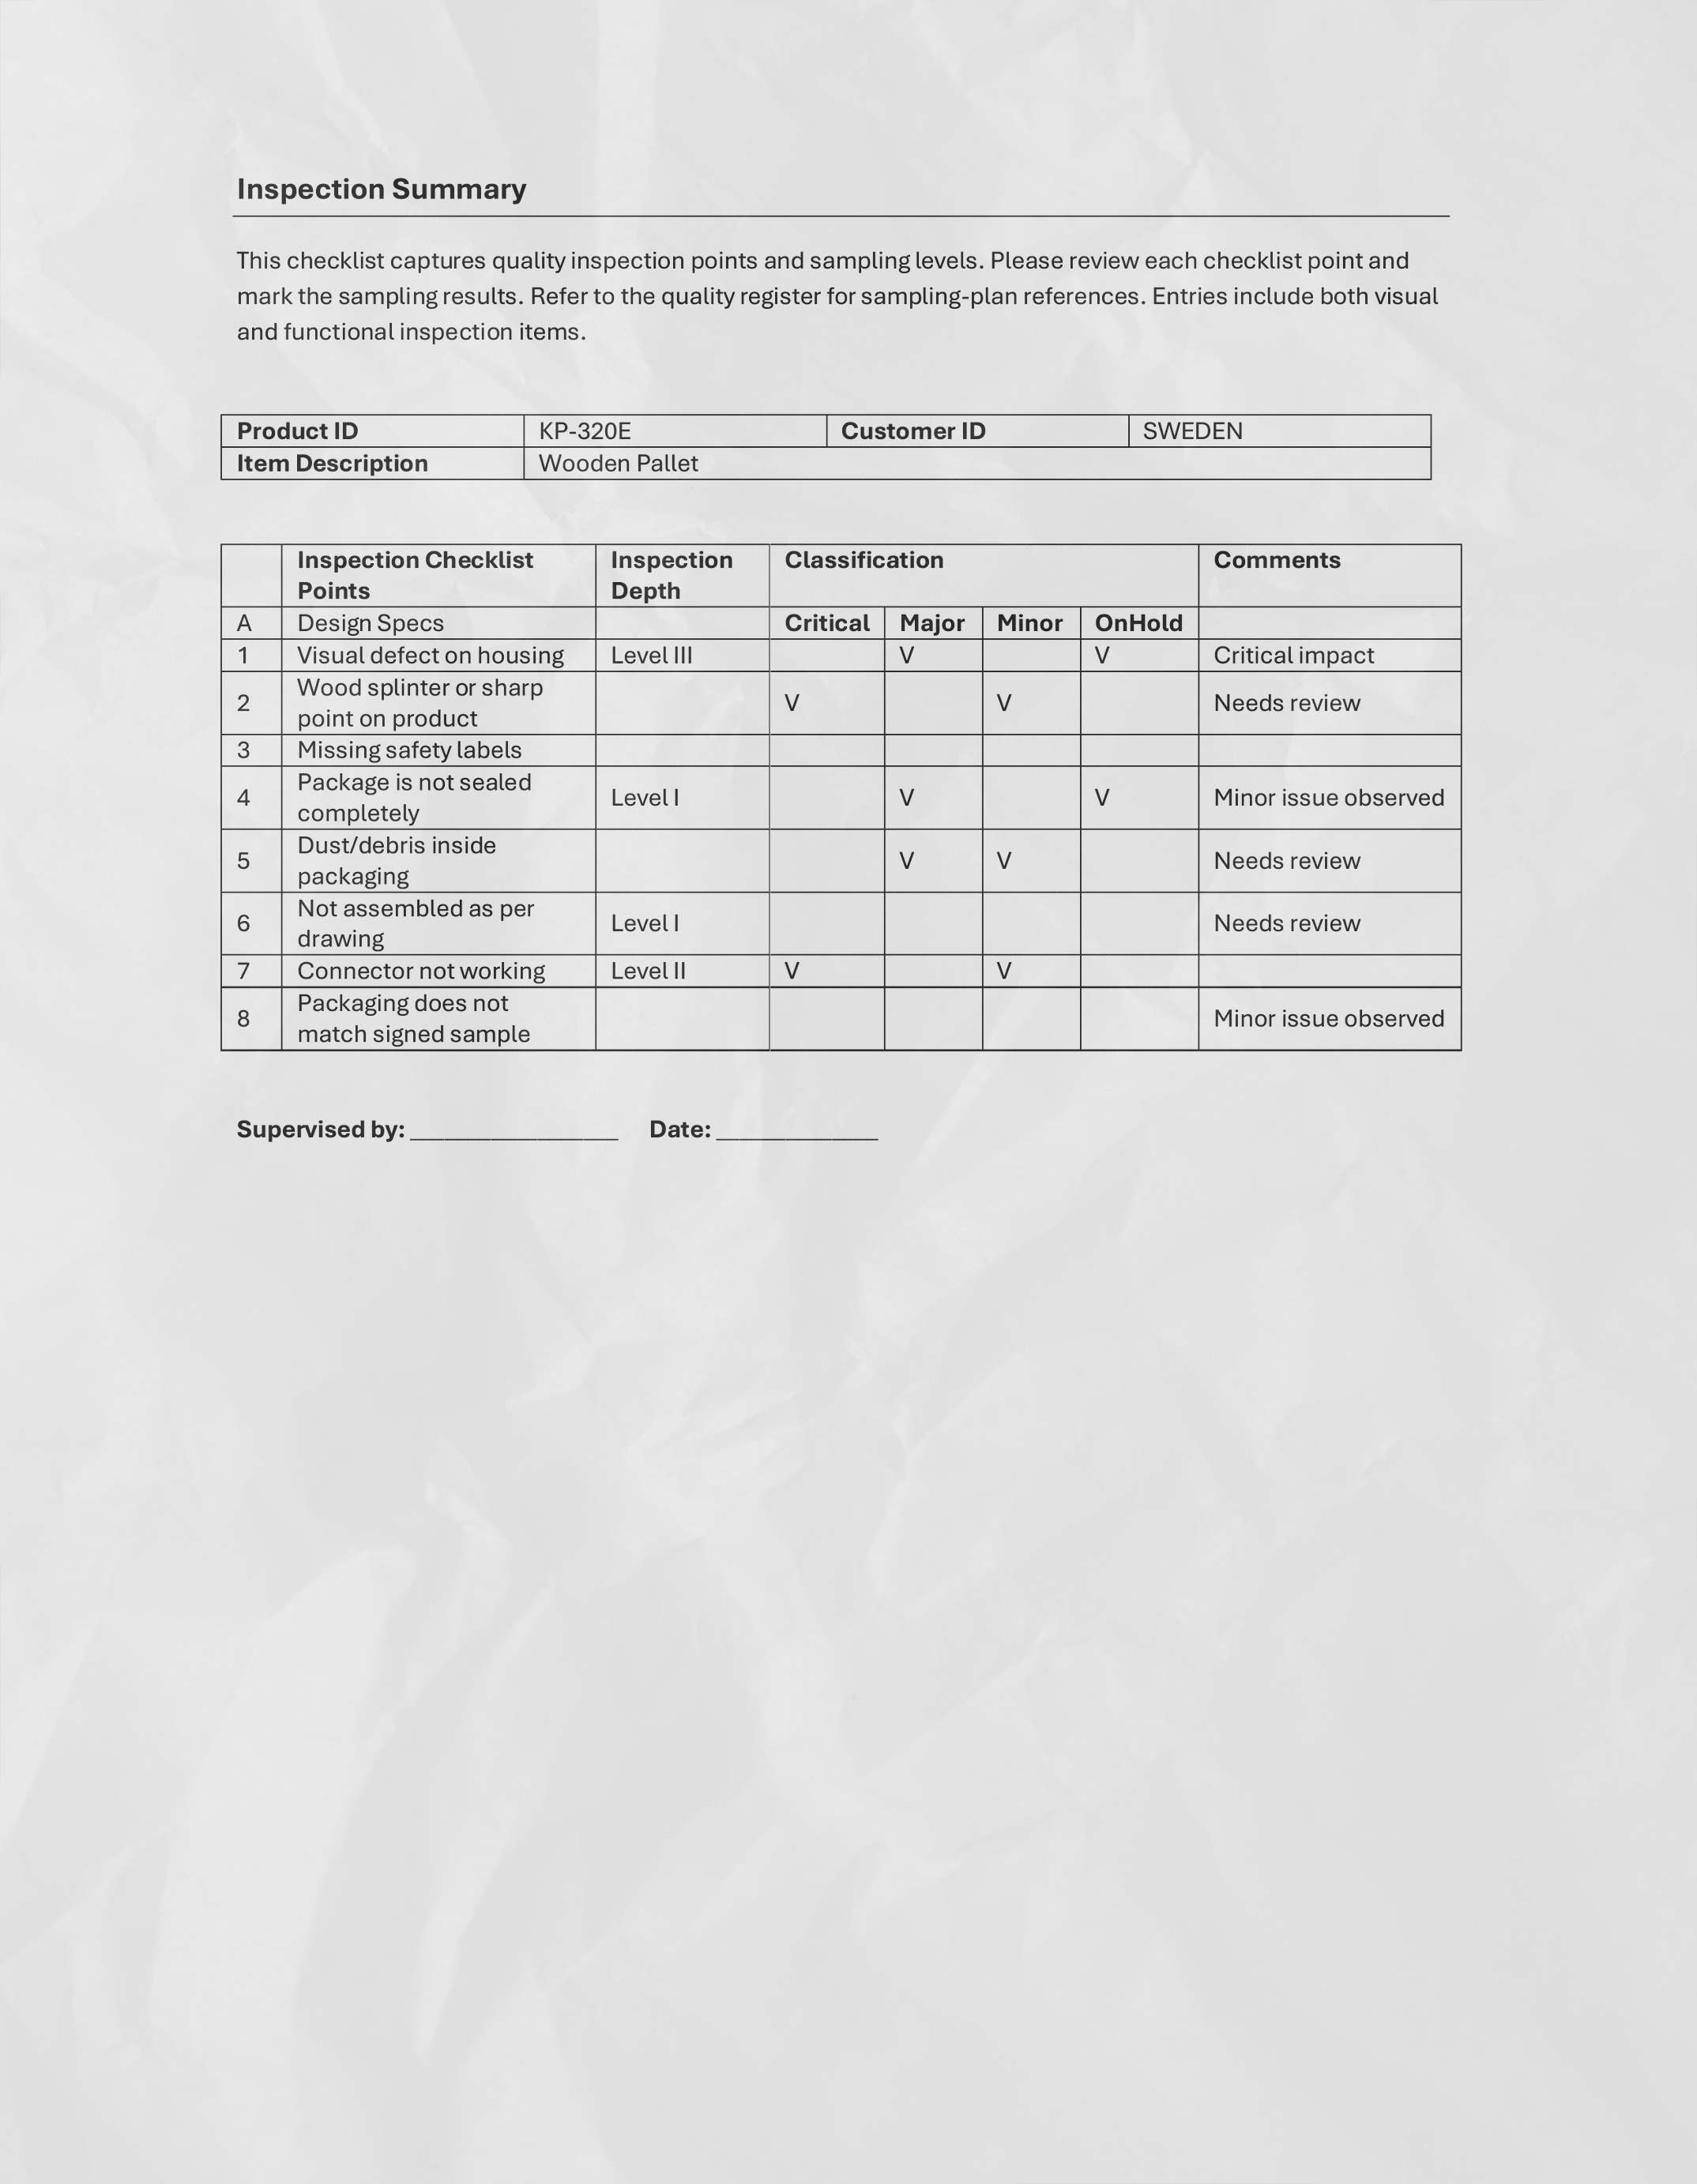 Inspection Summary
This checklist captures quality inspection points and sampling levels. Please review each checklist point and
mark the sampling results. Refer to the quality register for sampling-plan references. Entries include both visual
and functional inspection items.
Product ID KP-320E Customer ID SWEDEN
Item Description Wooden Pallet
Inspection Checklist Points Inspection Depth Classification Comments
A Design Specs Critical Major Minor OnHold
1 Visual defect on housing Level III V V Critical impact
2 Wood splinter or sharp point on product V V Needs review
3 Missing safety labels
4 Package is not sealed completely Level I V V Minor issue observed
5 Dust/debris inside packaging V V Needs review
6 Not assembled as per drawing Level I Needs review
7 Connector not working Level II V V
8 Packaging does not match signed sample Minor issue observed
Supervised by: ________________ Date: ____________